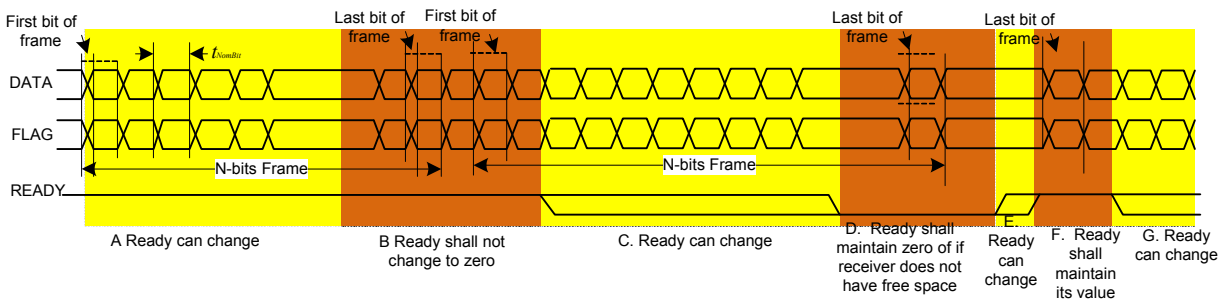 First bit of
frame
t NomBit
Last bit of
frame
First bit of
frame
Last bit of
frame
Last bit of
frame
DATA
FLAG
N-bits Frame
N-bits Frame
READY
A Ready can change
B Ready shall not
change to zero
C. Ready can change
D. Ready shall
maintain zero of if
receiver does not
have free space
E.
Ready
can
change
F. Ready
shall
maintain
its value
G. Ready
can change